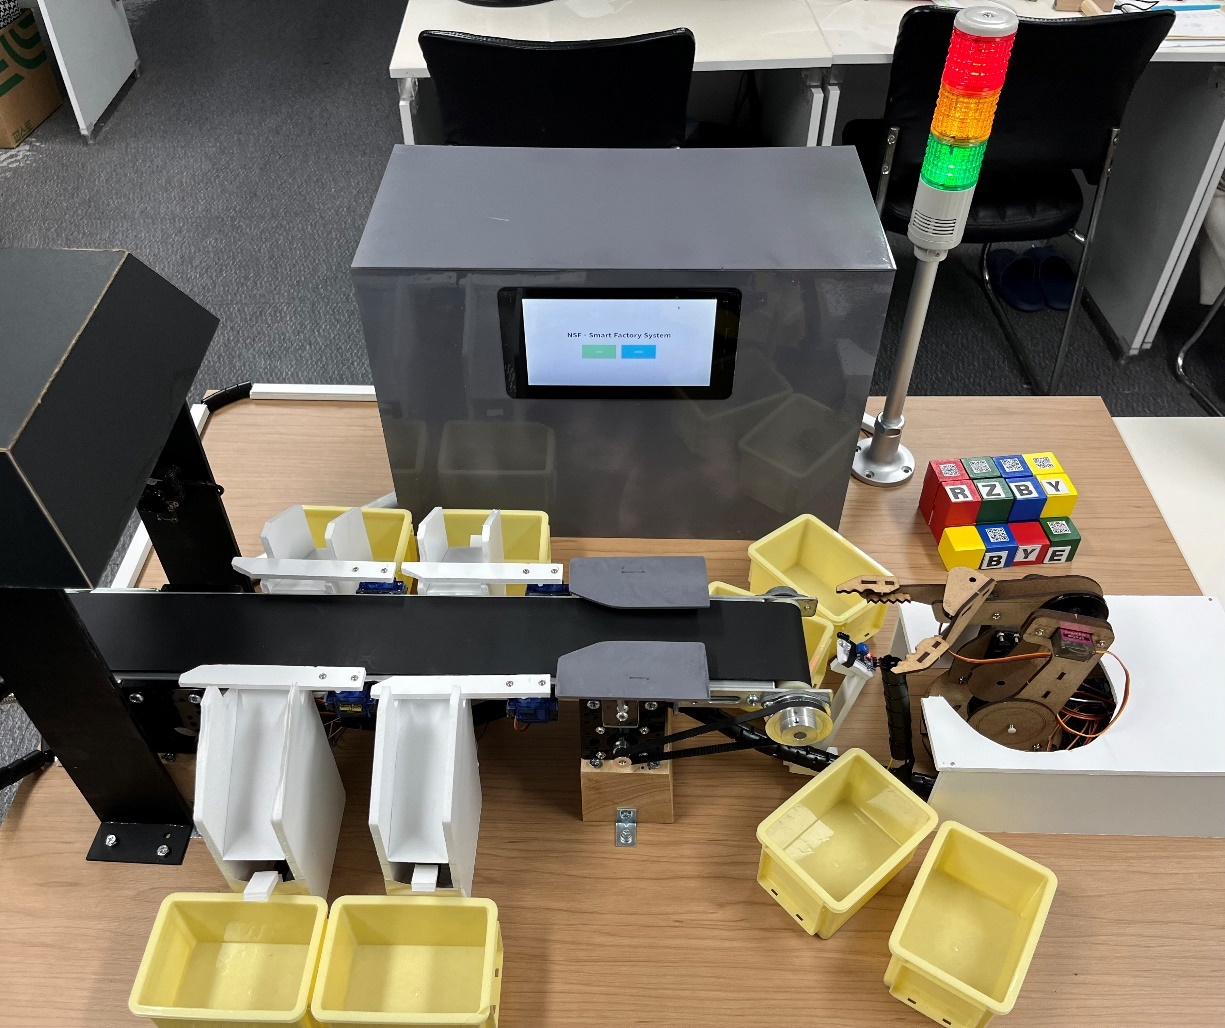 NSF - Smart Factory System
R Z B Y
B Y E